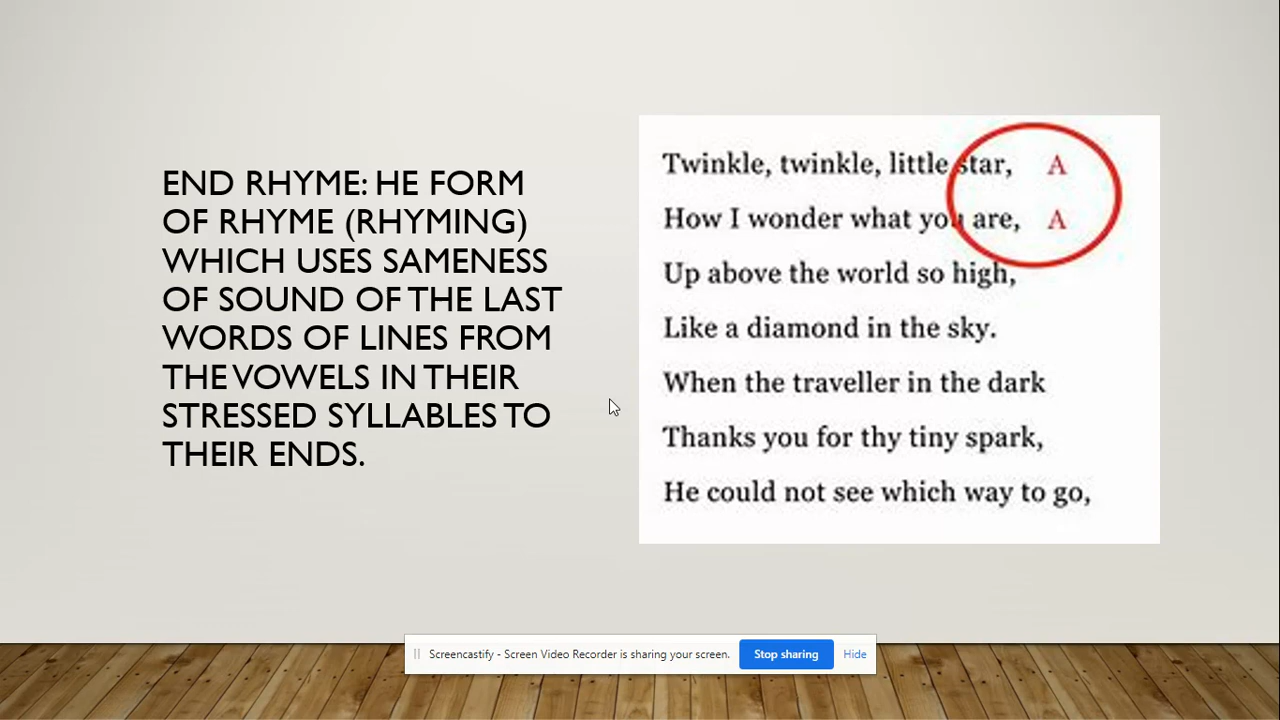 END RHYME: HE FORM
OF RHYME (RHYMING)
WHICH USES SAMENESS
OF SOUND OF THE LAST
WORDS OF LINES FROM
THE VOWELS IN THEIR
STRESSED SYLLABLES TO
THEIR ENDS.
Twinkle, twinkle, little star, A
How I wonder what you are, A
Up above the world so high,
Like a diamond in the sky.
When the traveller in the dark
Thanks you for thy tiny spark,
He could not see which way to go,
Screencastify - Screen Video Recorder is sharing your screen. Stop sharing Hide